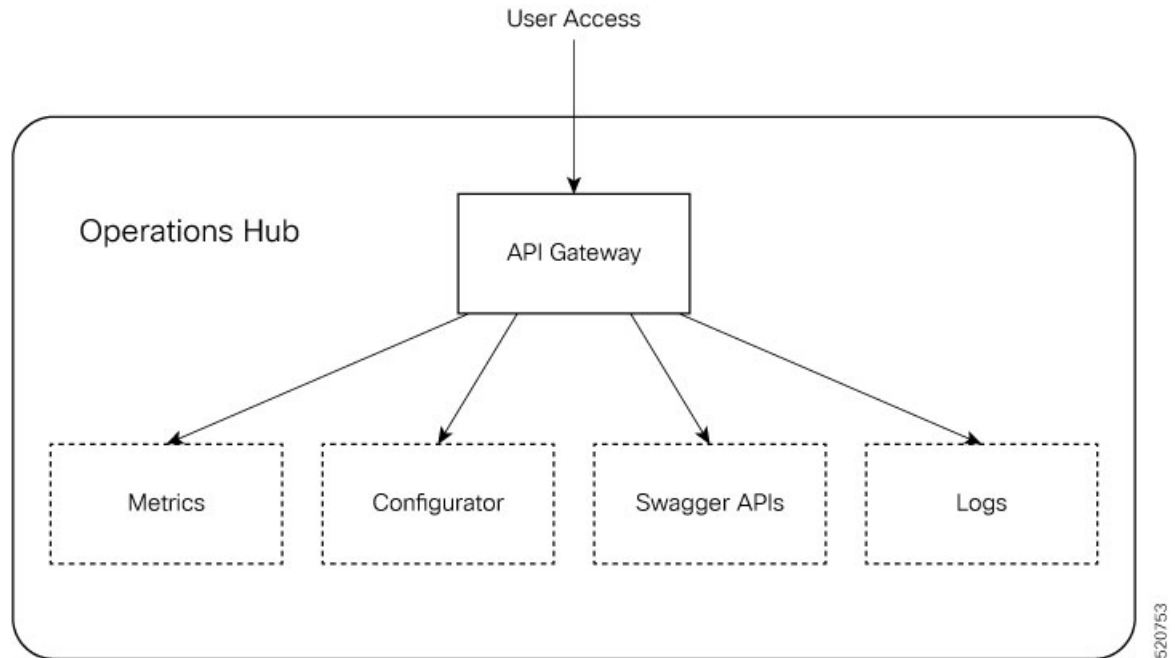 User Access
Operations Hub
API Gateway
Metrics
Configurator
Swagger APIs
Logs
520753